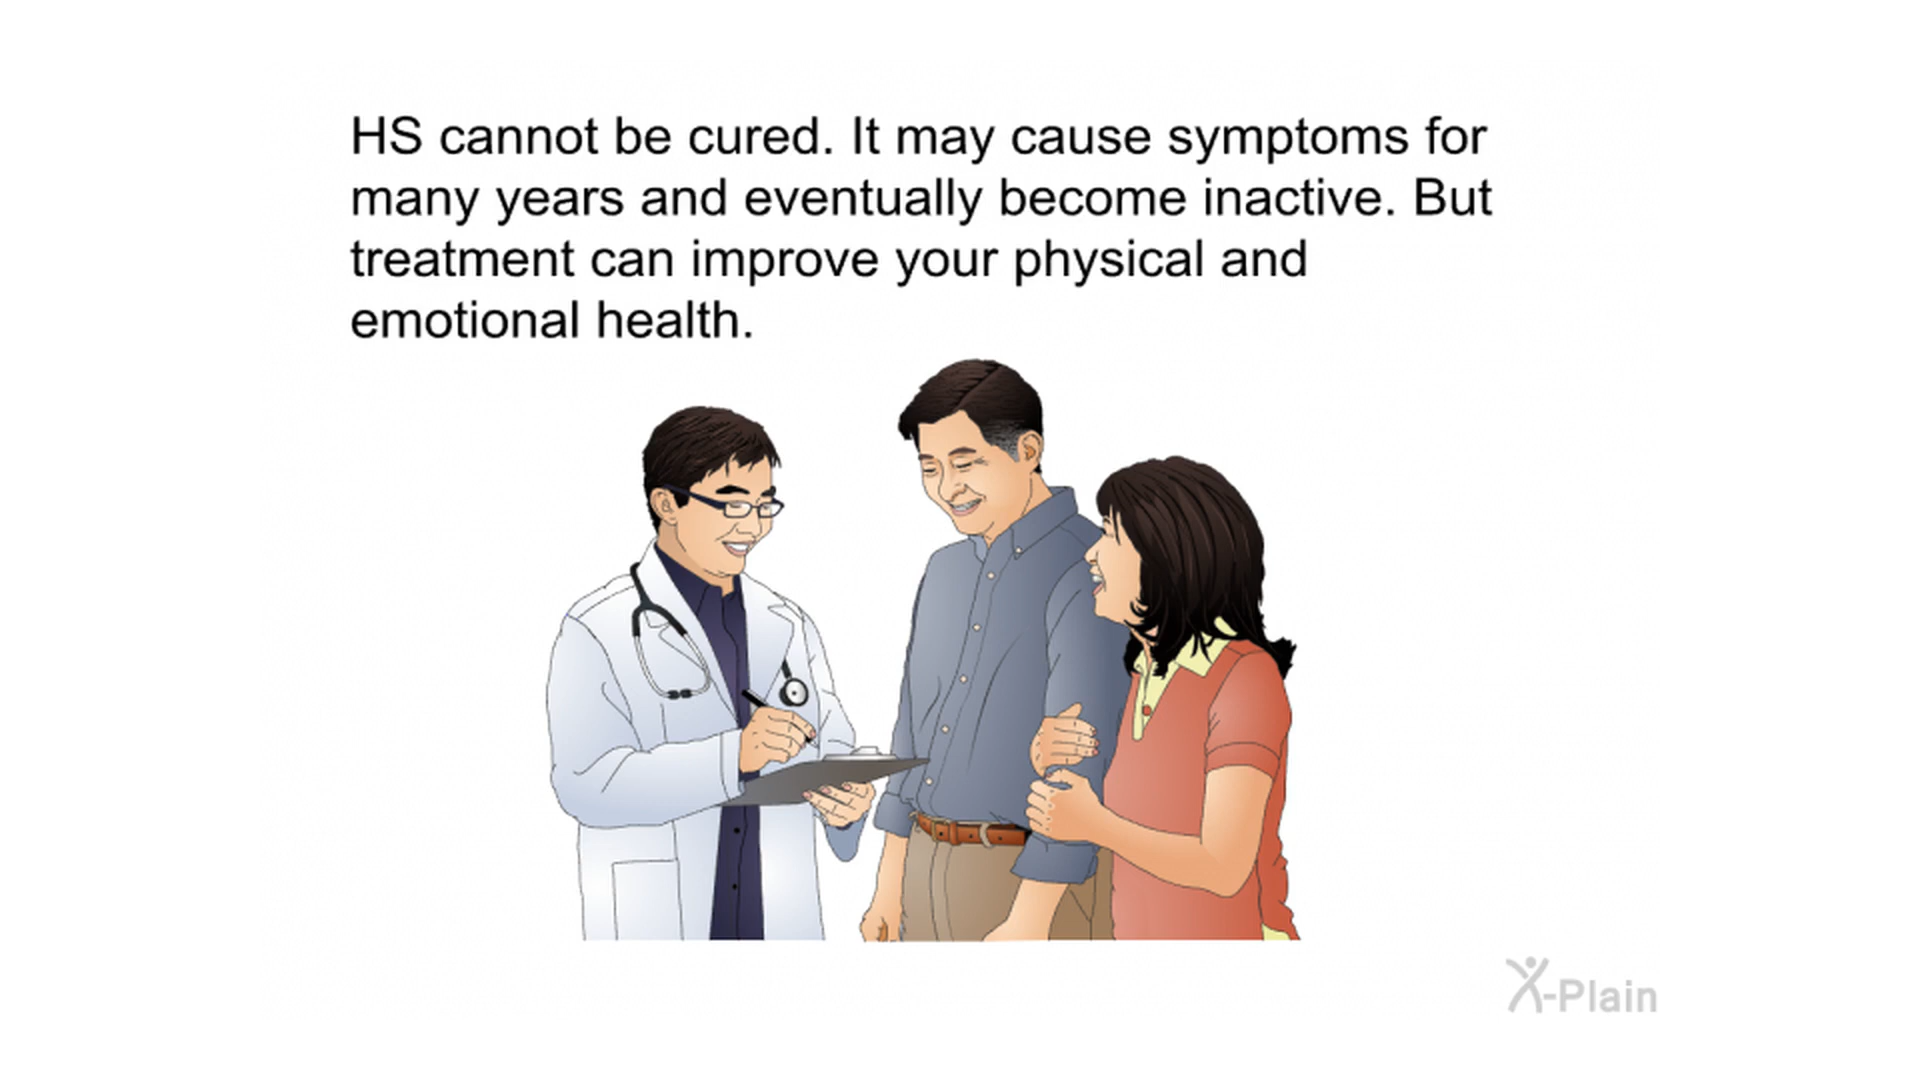 HS cannot be cured. It may cause symptoms for
many years and eventually become inactive. But
treatment can improve your physical and
emotional health.
X-Plain